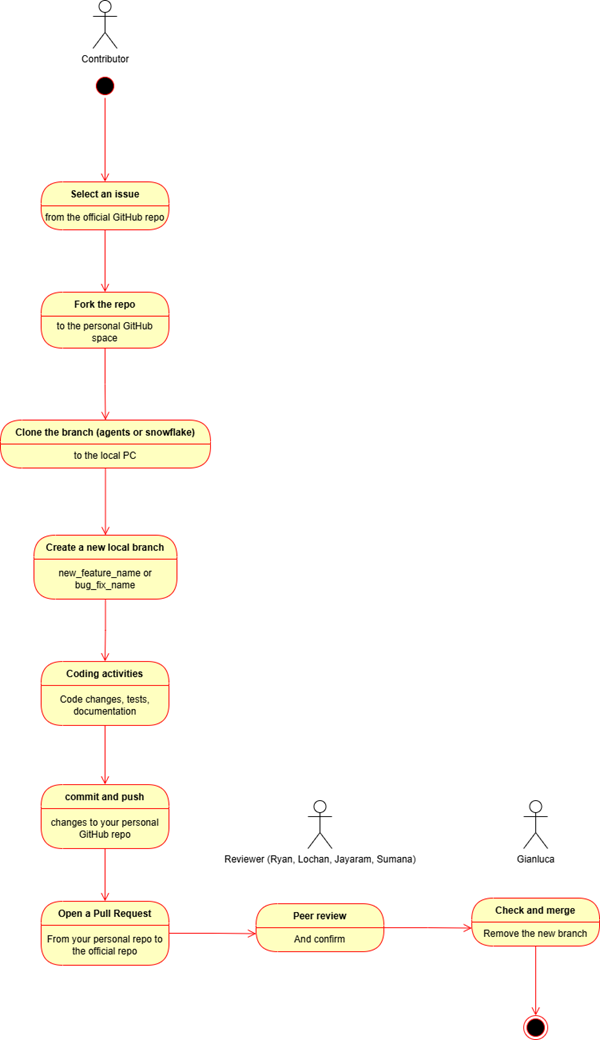 Contributor
Select an issue
from the official GitHub repo
Fork the repo
to the personal GitHub
space
Clone the branch (agents or snowflake)
to the local PC
Create a new local branch
new_feature_name or
bug_fix_name
Coding activities
Code changes, tests,
documentation
commit and push
changes to your personal
GitHub repo
Open a Pull Request
From your personal repo to
the official repo
Reviewer (Ryan, Lochan, Jayaram, Sumana)
Peer review
And confirm
Gianluca
Check and merge
Remove the new branch